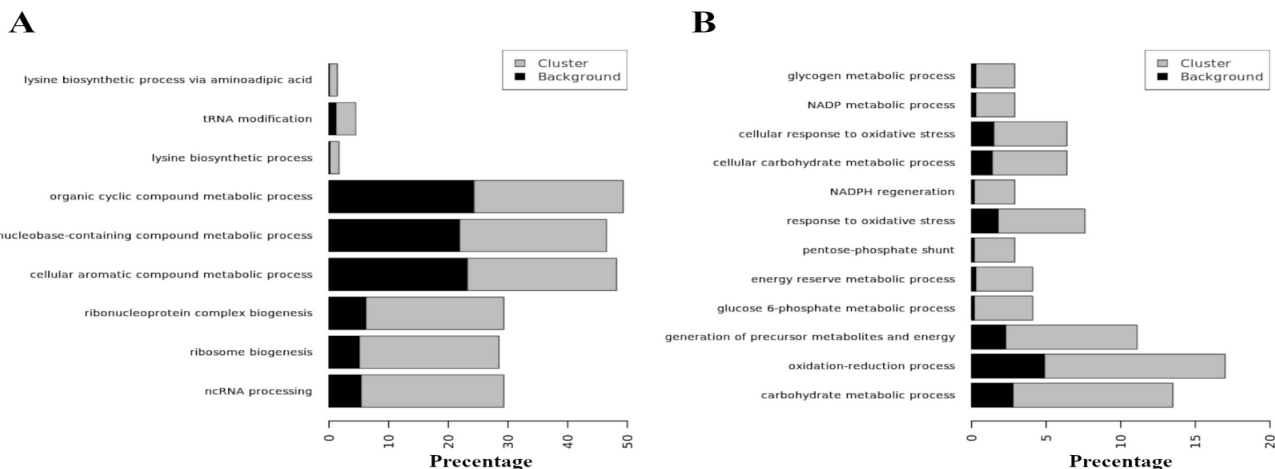 A
Cluster
Background
lysine biosynthetic process via aminoadipic acid
tRNA modification
lysine biosynthetic process
organic cyclic compound metabolic process
nucleobase-containing compound metabolic process
cellular aromatic compound metabolic process
ribonucleoprotein complex biogenesis
ribosome biogenesis
ncRNA processing
0 10 20 30 40 50
Precentage
B
Cluster
Background
glycogen metabolic process
NADP metabolic process
cellular response to oxidative stress
cellular carbohydrate metabolic process
NADPH regeneration
response to oxidative stress
pentose-phosphate shunt
energy reserve metabolic process
glucose 6-phosphate metabolic process
generation of precursor metabolites and energy
oxidation-reduction process
carbohydrate metabolic process
0 5 10 15 20
Precentage